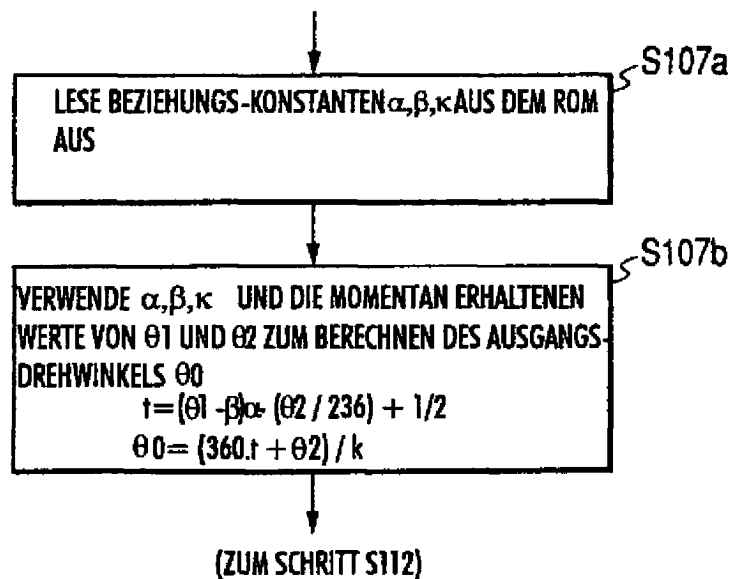 S107a
LESE BEZIEHUNGS-KONSTANTEN α,β,κ AUS DEM ROM
AUS
S107b
VERWENDE α,β,κ UND DIE MOMENTAN ERHALTENEN
WERTE VON θ1 UND θ2 ZUM BERECHNEN DES AUSGANGS-
DREHWINKELS θ0
t=(θ1 -β)α- (θ2 / 236) + 1/2
θ0= (360.t + θ2) / k
(ZUM SCHRITT S112)